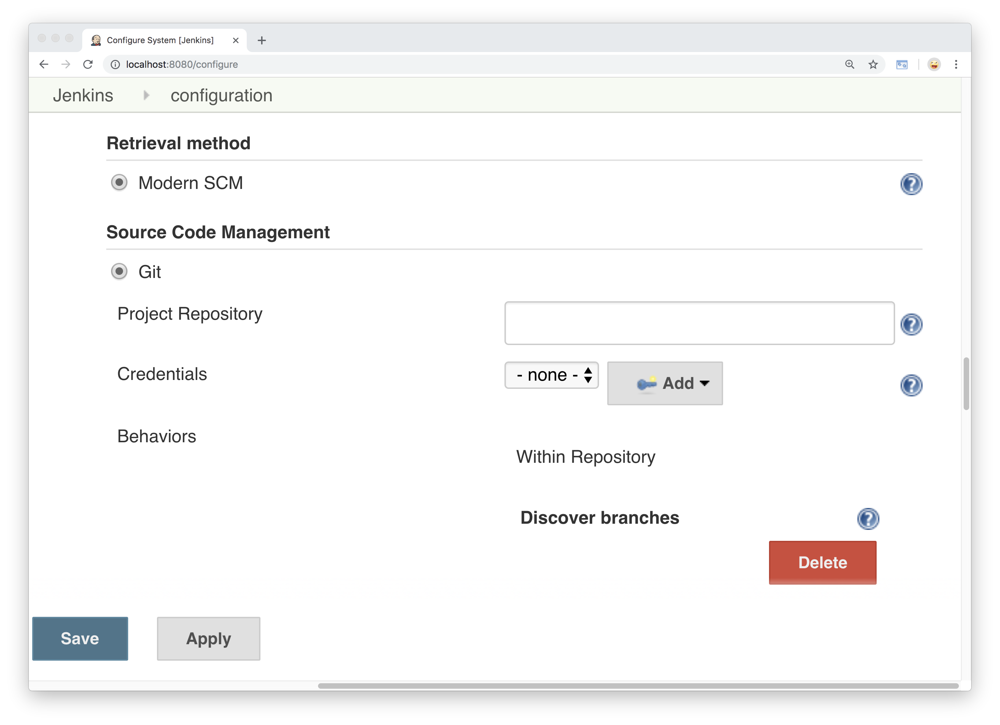 Configure System [Jenkins]
localhost:8080/configure
Jenkins configuration
Retrieval method
Modern SCM
Source Code Management
Git
Project Repository
Credentials - none - Add
Behaviors
Within Repository
Discover branches
Delete
Save Apply